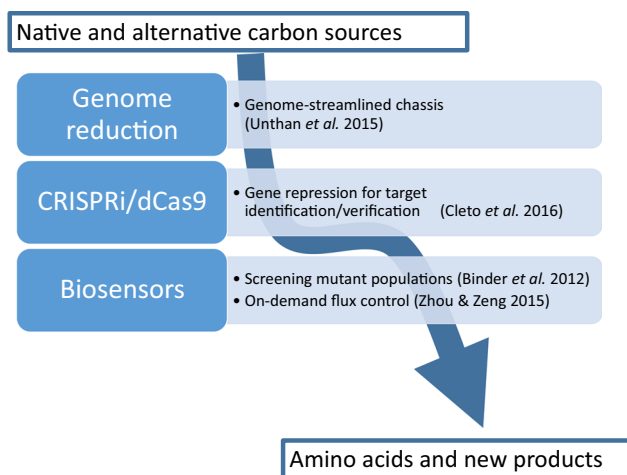 Native and alternative carbon sources
Genome
reduction
• Genome-streamlined chassis
(Unthan et al. 2015)
CRISPRi/dCas9
• Gene repression for target
identification/verification (Cleto et al. 2016)
Biosensors
• Screening mutant populations (Binder et al. 2012)
• On-demand flux control (Zhou & Zeng 2015)
Amino acids and new products